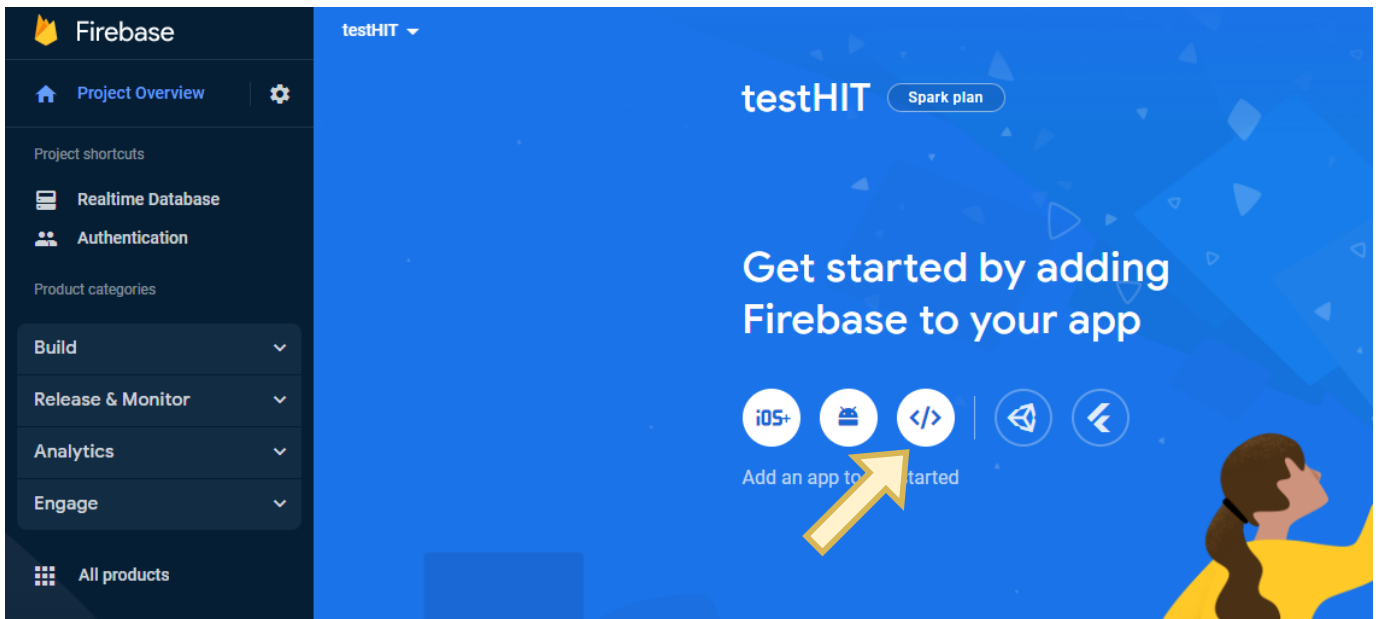 Firebase
testHIT
Project Overview
testHIT
Spark plan
Project shortcuts
Realtime Database
Authentication
Product categories
Get started by adding
Firebase to your app
Build
Release & Monitor
iOS+
</>
Analytics
Add an app to started
Engage
All products